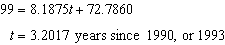 99 = 8.1875t + 72.7860
t = 3.2017 years since 1990, or 1993